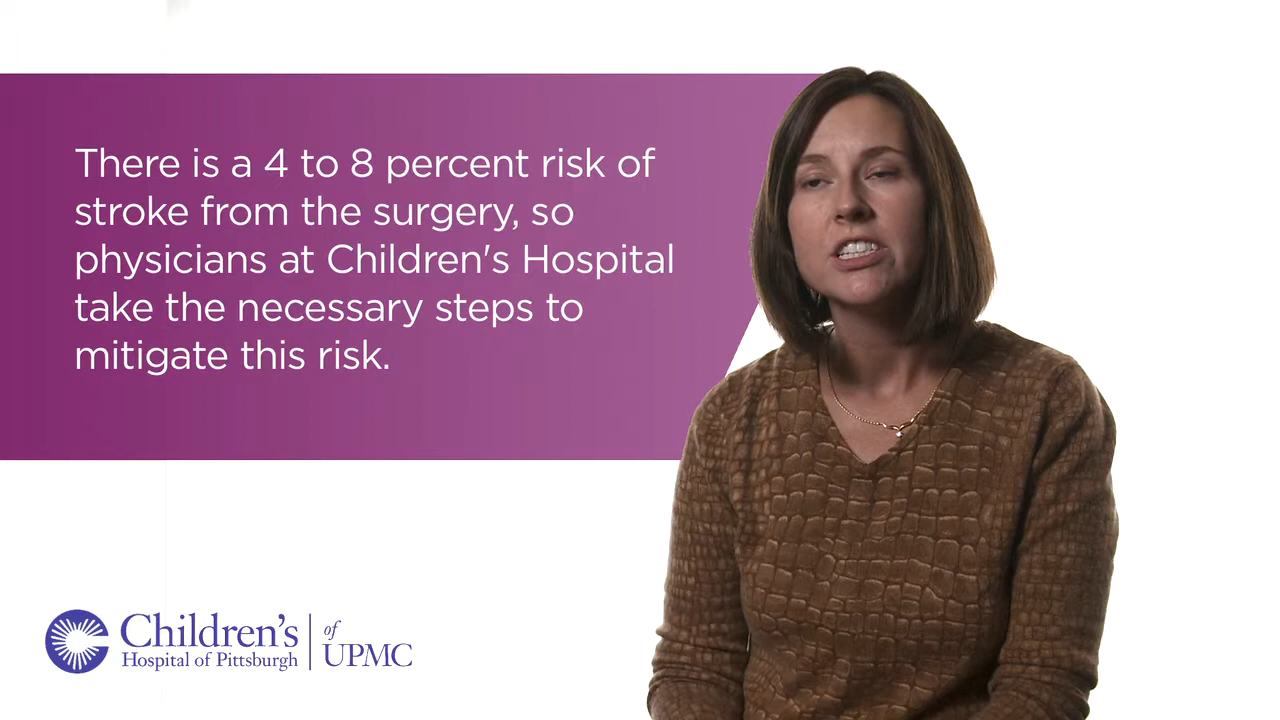 There is a 4 to 8 percent risk of
stroke from the surgery, so
physicians at Children's Hospital
take the necessary steps to
mitigate this risk.
Children's
Hospital of Pittsburgh
of
UPMC